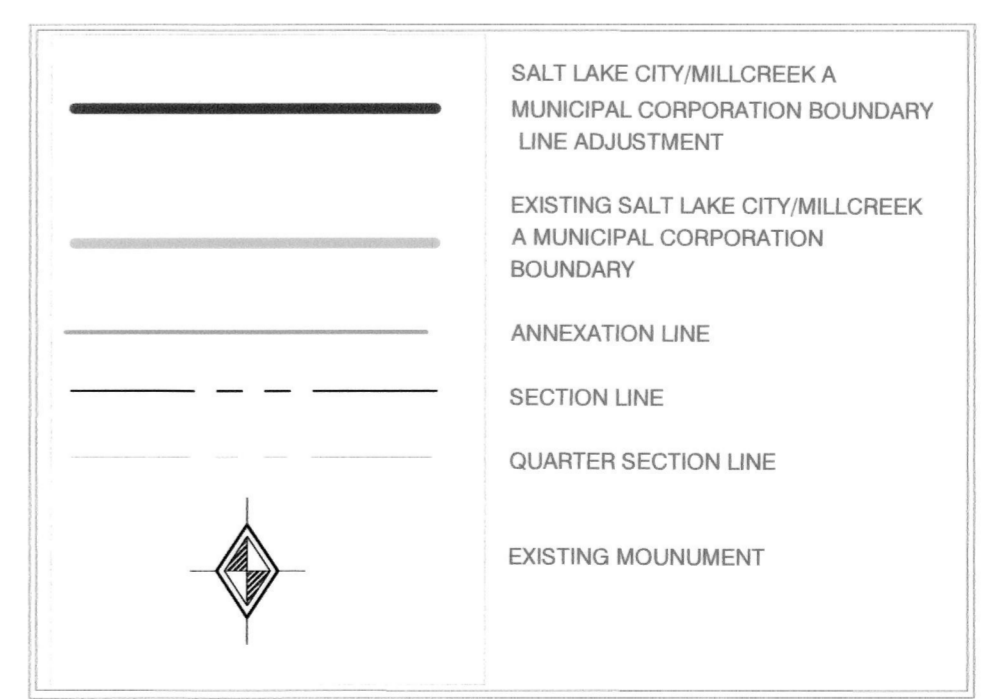 SALT LAKE CITY/MILLCREEK A
MUNICIPAL CORPORATION BOUNDARY
LINE ADJUSTMENT
EXISTING SALT LAKE CITY/MILLCREEK
A MUNICIPAL CORPORATION
BOUNDARY
ANNEXATION LINE
SECTION LINE
QUARTER SECTION LINE
EXISTING MOUNUMENT